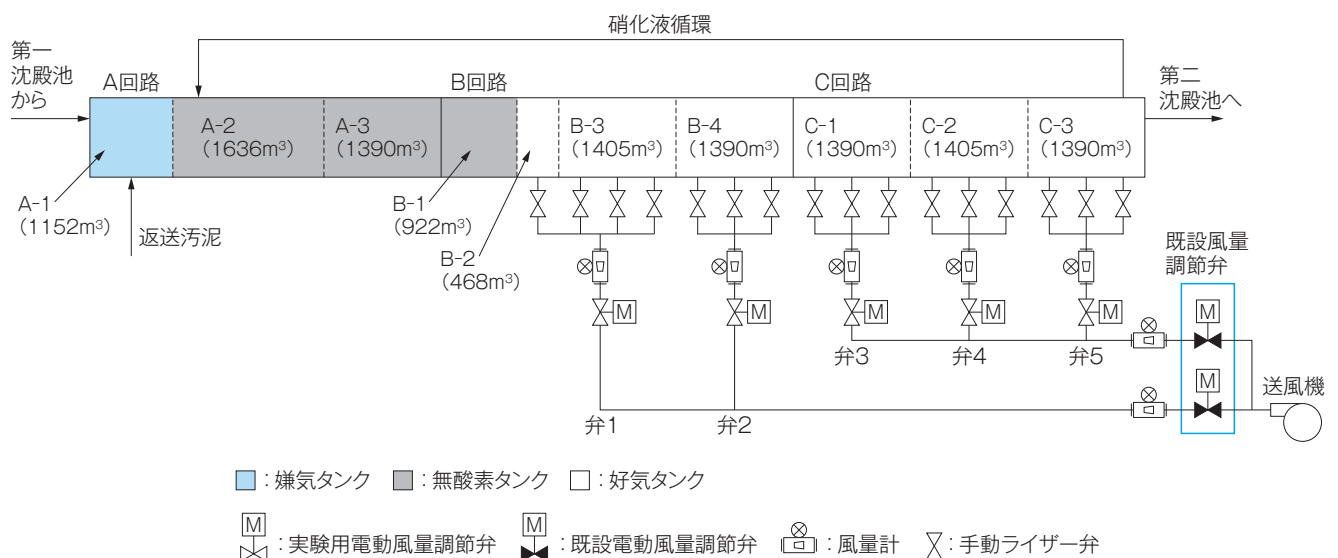 硝化液循環
第一
沈殿池
から
A回路
B回路
C回路
第二
沈殿池へ
A-2
(1636m³)
A-3
(1390m³)
B-3
(1405m³)
B-4
(1390m³)
C-1
(1390m³)
C-2
(1405m³)
C-3
(1390m³)
A-1
(1152m³)
返送汚泥
B-1
(922m³)
B-2
(468m³)
既設風量
調節弁
M
M
M
M
M
M
M
弁3
弁4
弁5
弁1
弁2
送風機
:嫌気タンク
:無酸素タンク
:好気タンク
M
:実験用電動風量調節弁
M
:既設電動風量調節弁
:風量計
:手動ライザー弁